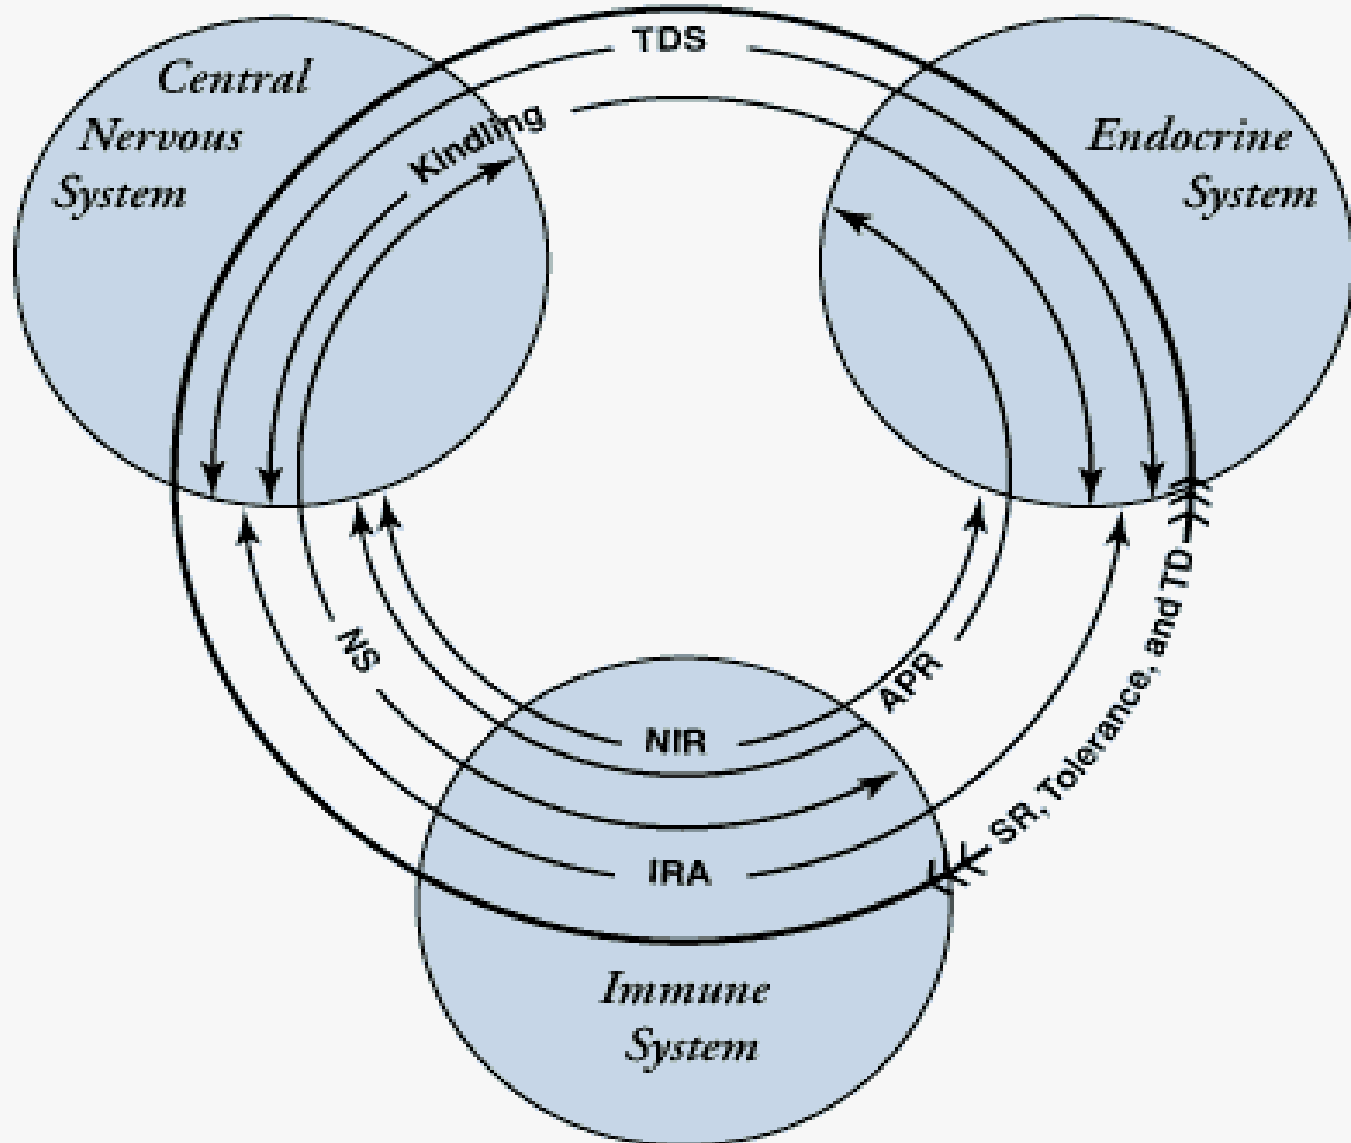 TDS
Central
Nervous
System
Kindling
Endocrine
System
NS
APR
NIR
SR, Tolerance, and TD
IRA
Immune
System